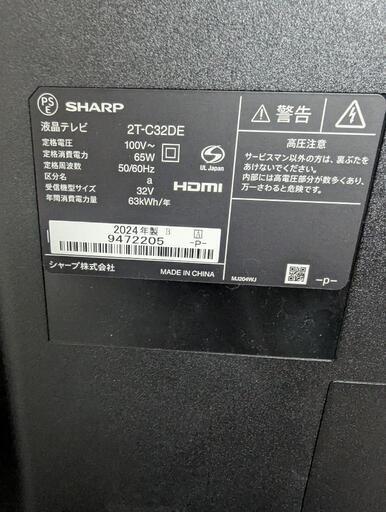 PS
E
SHARP
液晶テレビ 2T-C32DE
定格電圧 100V~
定格消費電力 65W
定格周波数 50/60Hz
区分名 a
受信機型サイズ 32V
年間消費電力量 63kWh/年
S
UL Japan
HDMI
2024年製 B A
9472205 -P-
シャープ株式会社
MADE IN CHINA
警告
高圧注意
サービスマン以外の方は、裏ぶたを
あけないでください。
内部には高電圧部分が数多くあり、
万一さわると危険です。
MJ204WJ
-p-